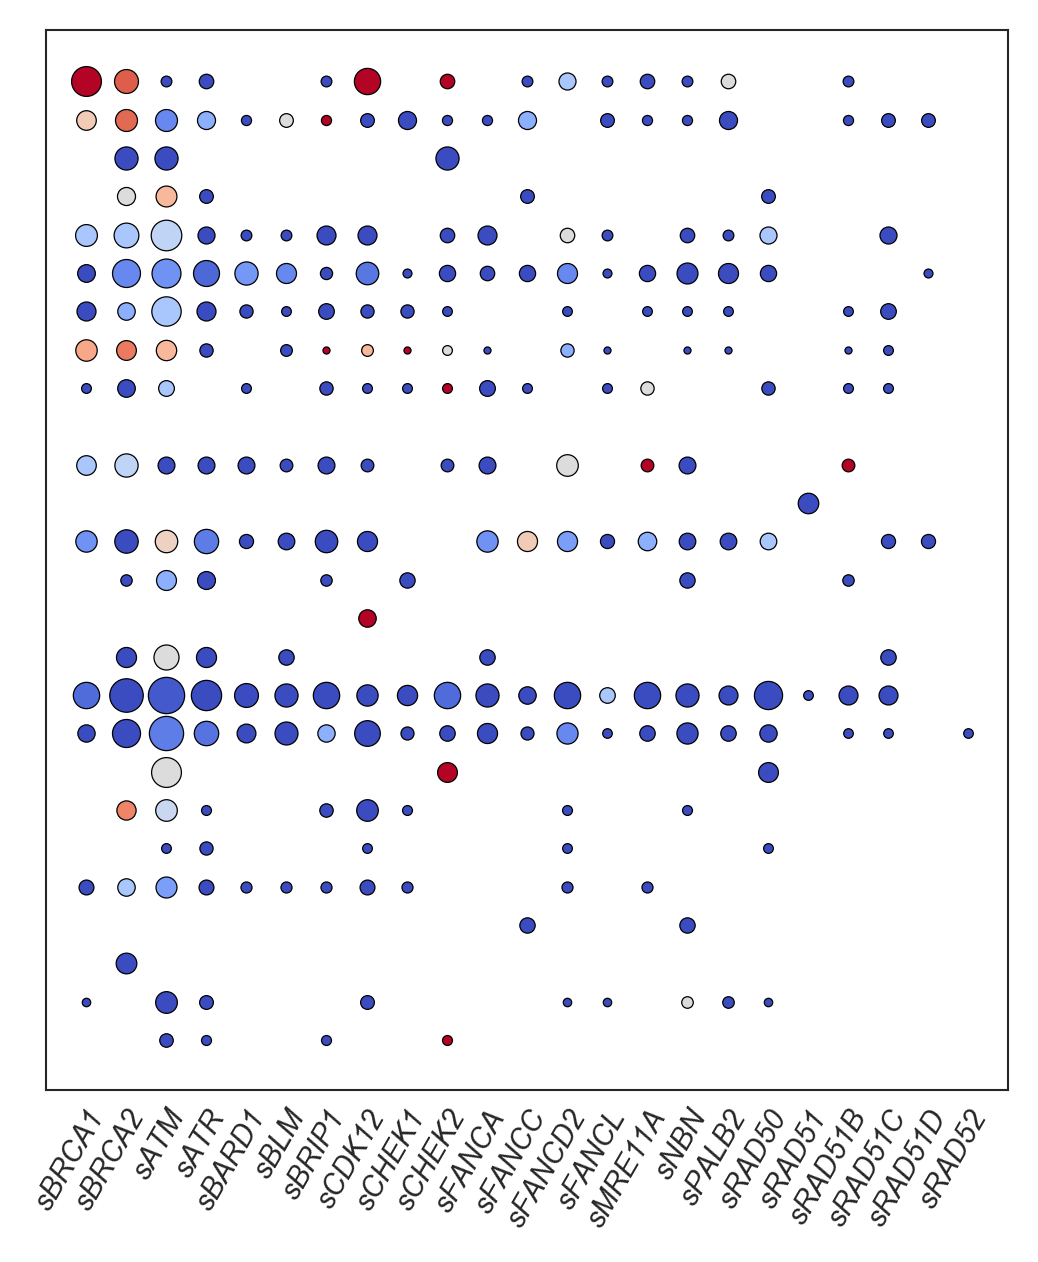 sBRCA1
sBRCA2
sATM
sATR
sBARD1
sBLM
sBRIP1
sCDK12
sCHEK1
sCHEK2
sFANCA
sFANCC
sFANCD2
sFANCL
sMRE11A
sNBN
sPALB2
sRAD50
sRAD51
sRAD51B
sRAD51C
sRAD51D
sRAD52